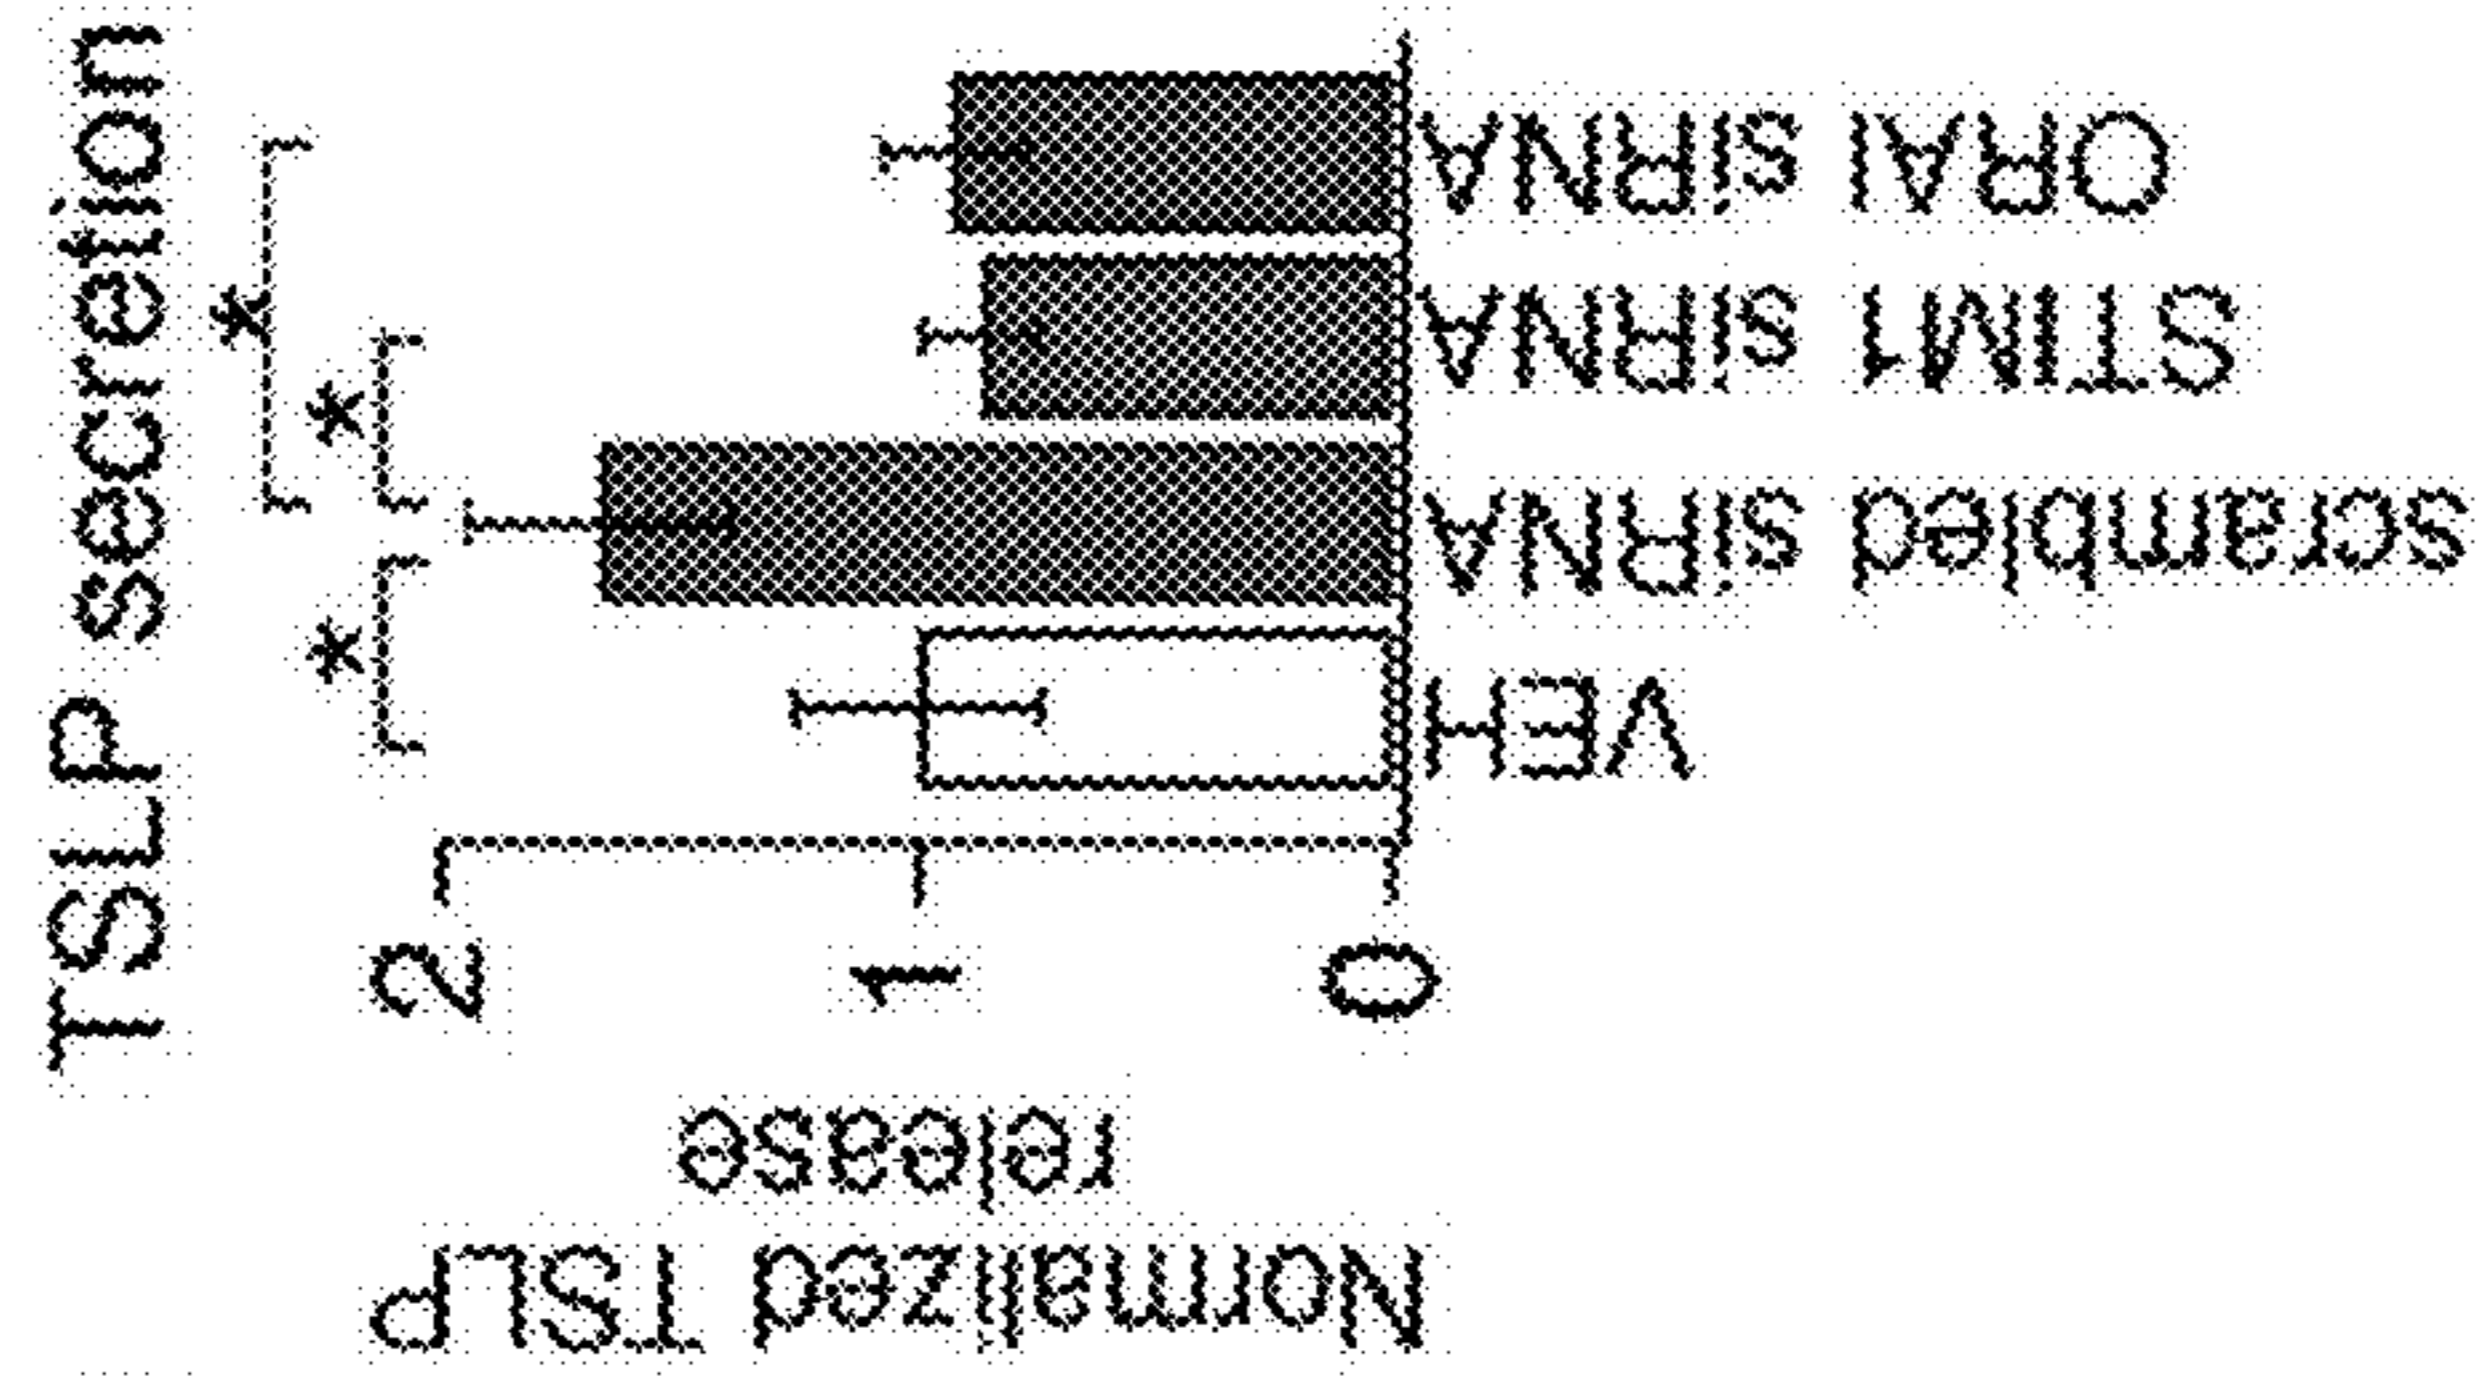 TSLP secretion
*
*
*
Normalized TSLP
release
2
1
0
VEH
scrambled siRNA
STIM1 siRNA
ORAI siRNA